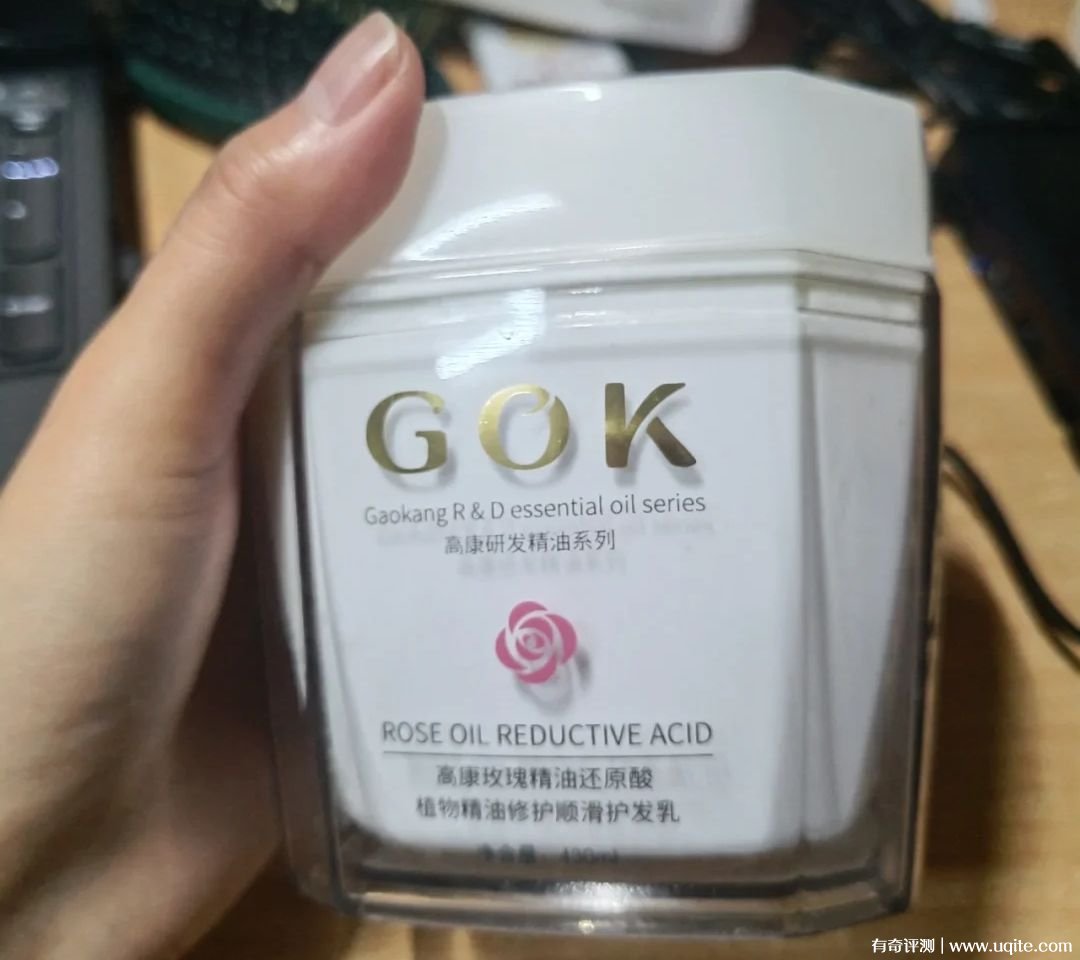 GOK
Gaokang R & D essential oil series
高康研发精油系列
ROSE OIL REDUCTIVE ACID
高康玫瑰精油还原酸
植物精油修护顺滑护发乳
有奇评测 | www.uqite.com